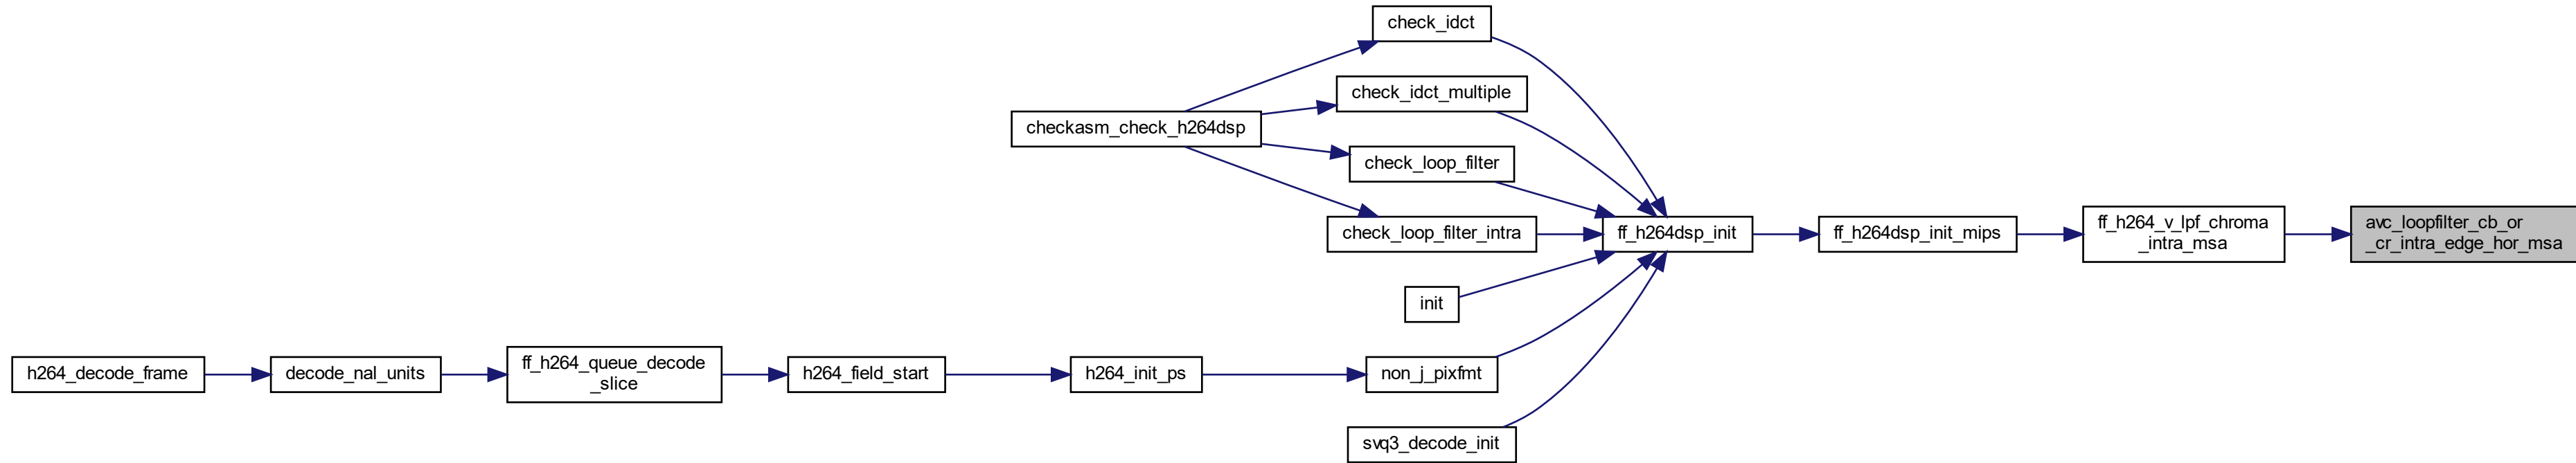 check_idct
check_idct_multiple
checkasm_check_h264dsp
check_loop_filter
check_loop_filter_intra
ff_h264dsp_init
ff_h264dsp_init_mips
ff_h264_v_lpf_chroma
_intra_msa
avc_loopfilter_cb_or
_cr_intra_edge_hor_msa
init
h264_decode_frame
decode_nal_units
ff_h264_queue_decode
_slice
h264_field_start
h264_init_ps
non_j_pixfmt
svq3_decode_init